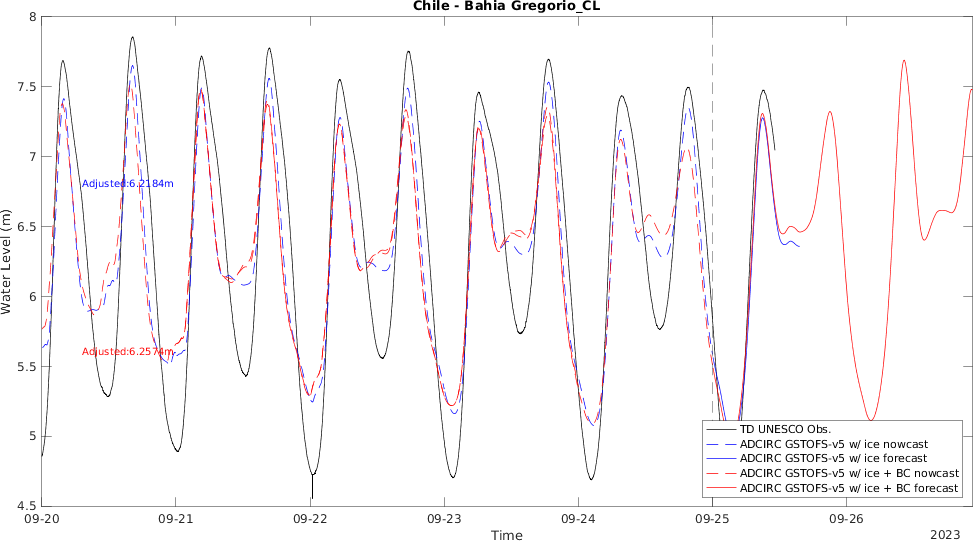 Chile - Bahia Gregorio_CL
8
7.5
7
6.5
6
5.5
5
4.5
Water Level (m)
Adjusted:6.2184m
Adjusted:6.2574m
TD UNESCO Obs.
ADCIRC GSTOFS-v5 w/ ice nowcast
ADCIRC GSTOFS-v5 w/ ice forecast
ADCIRC GSTOFS-v5 w/ ice + BC nowcast
ADCIRC GSTOFS-v5 w/ ice + BC forecast
09-20 09-21 09-22 09-23 09-24 09-25 09-26
Time
2023